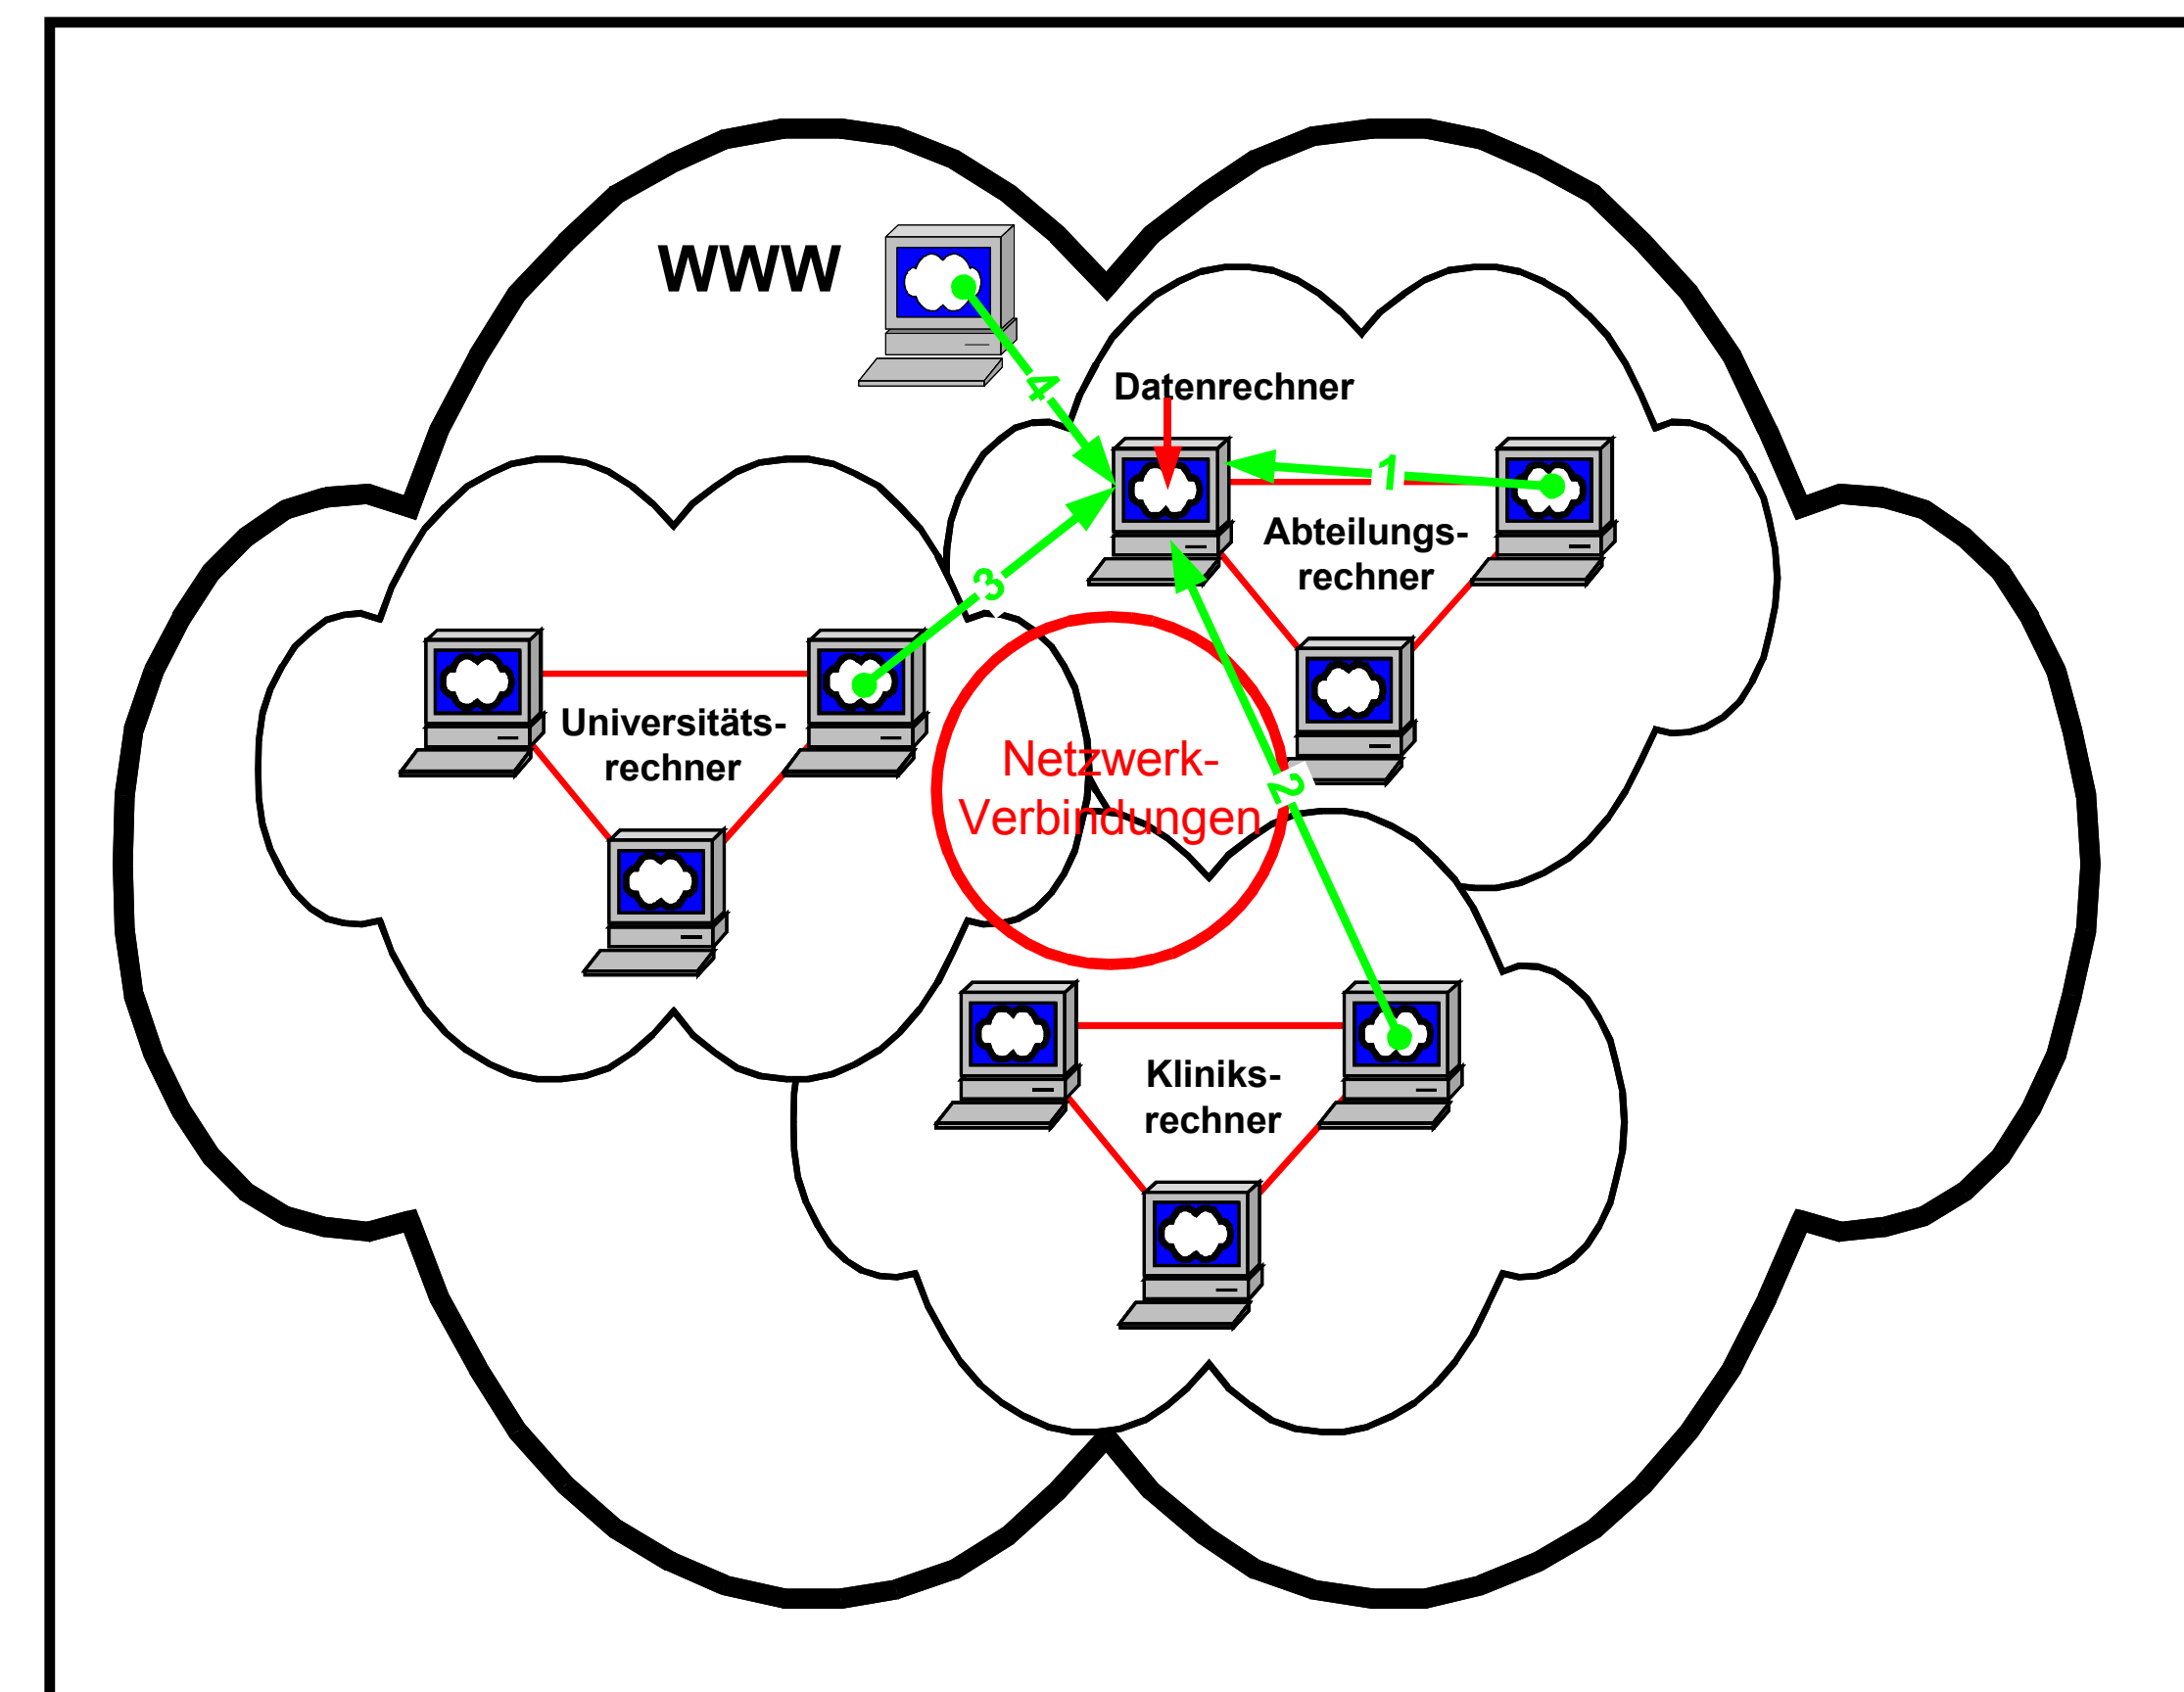 WWW
4
Datenrechner
1
Abteilungs-
rechner
3
Universitäts-
rechner
Netzwerk-
Verbindungen
2
Kliniks-
rechner